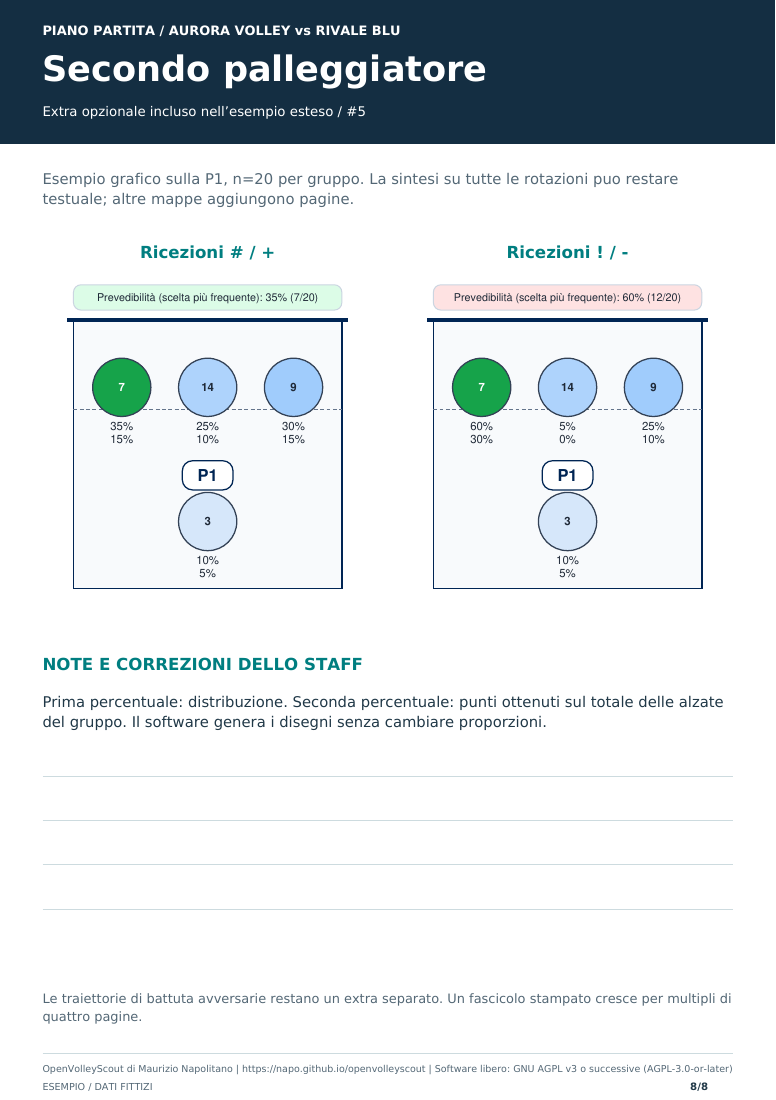 PIANO PARTITA / AURORA VOLLEY vs RIVALE BLU
Secondo palleggiatore
Extra opzionale incluso nell’esempio esteso / #5
Esempio grafico sulla P1, n=20 per gruppo. La sintesi su tutte le rotazioni puo restare
testuale; altre mappe aggiungono pagine.
Ricezioni # / +
Prevedibilità (scelta più frequente): 35% (7/20)
7 14 9
35% 25% 30%
15% 10% 15%
P1
3
10%
5%
Ricezioni ! / -
Prevedibilità (scelta più frequente): 60% (12/20)
7 14 9
60% 5% 25%
30% 0% 10%
P1
3
10%
5%
NOTE E CORREZIONI DELLO STAFF
Prima percentuale: distribuzione. Seconda percentuale: punti ottenuti sul totale delle alzate
del gruppo. Il software genera i disegni senza cambiare proporzioni.
Le traiettorie di battuta avversarie restano un extra separato. Un fascicolo stampato cresce per multipli di
quattro pagine.
OpenVolleyScout di Maurizio Napolitano | https://napo.github.io/openvolleyscout | Software libero: GNU AGPL v3 o successive (AGPL-3.0-or-later)
ESEMPIO / DATI FITTIZI 8/8